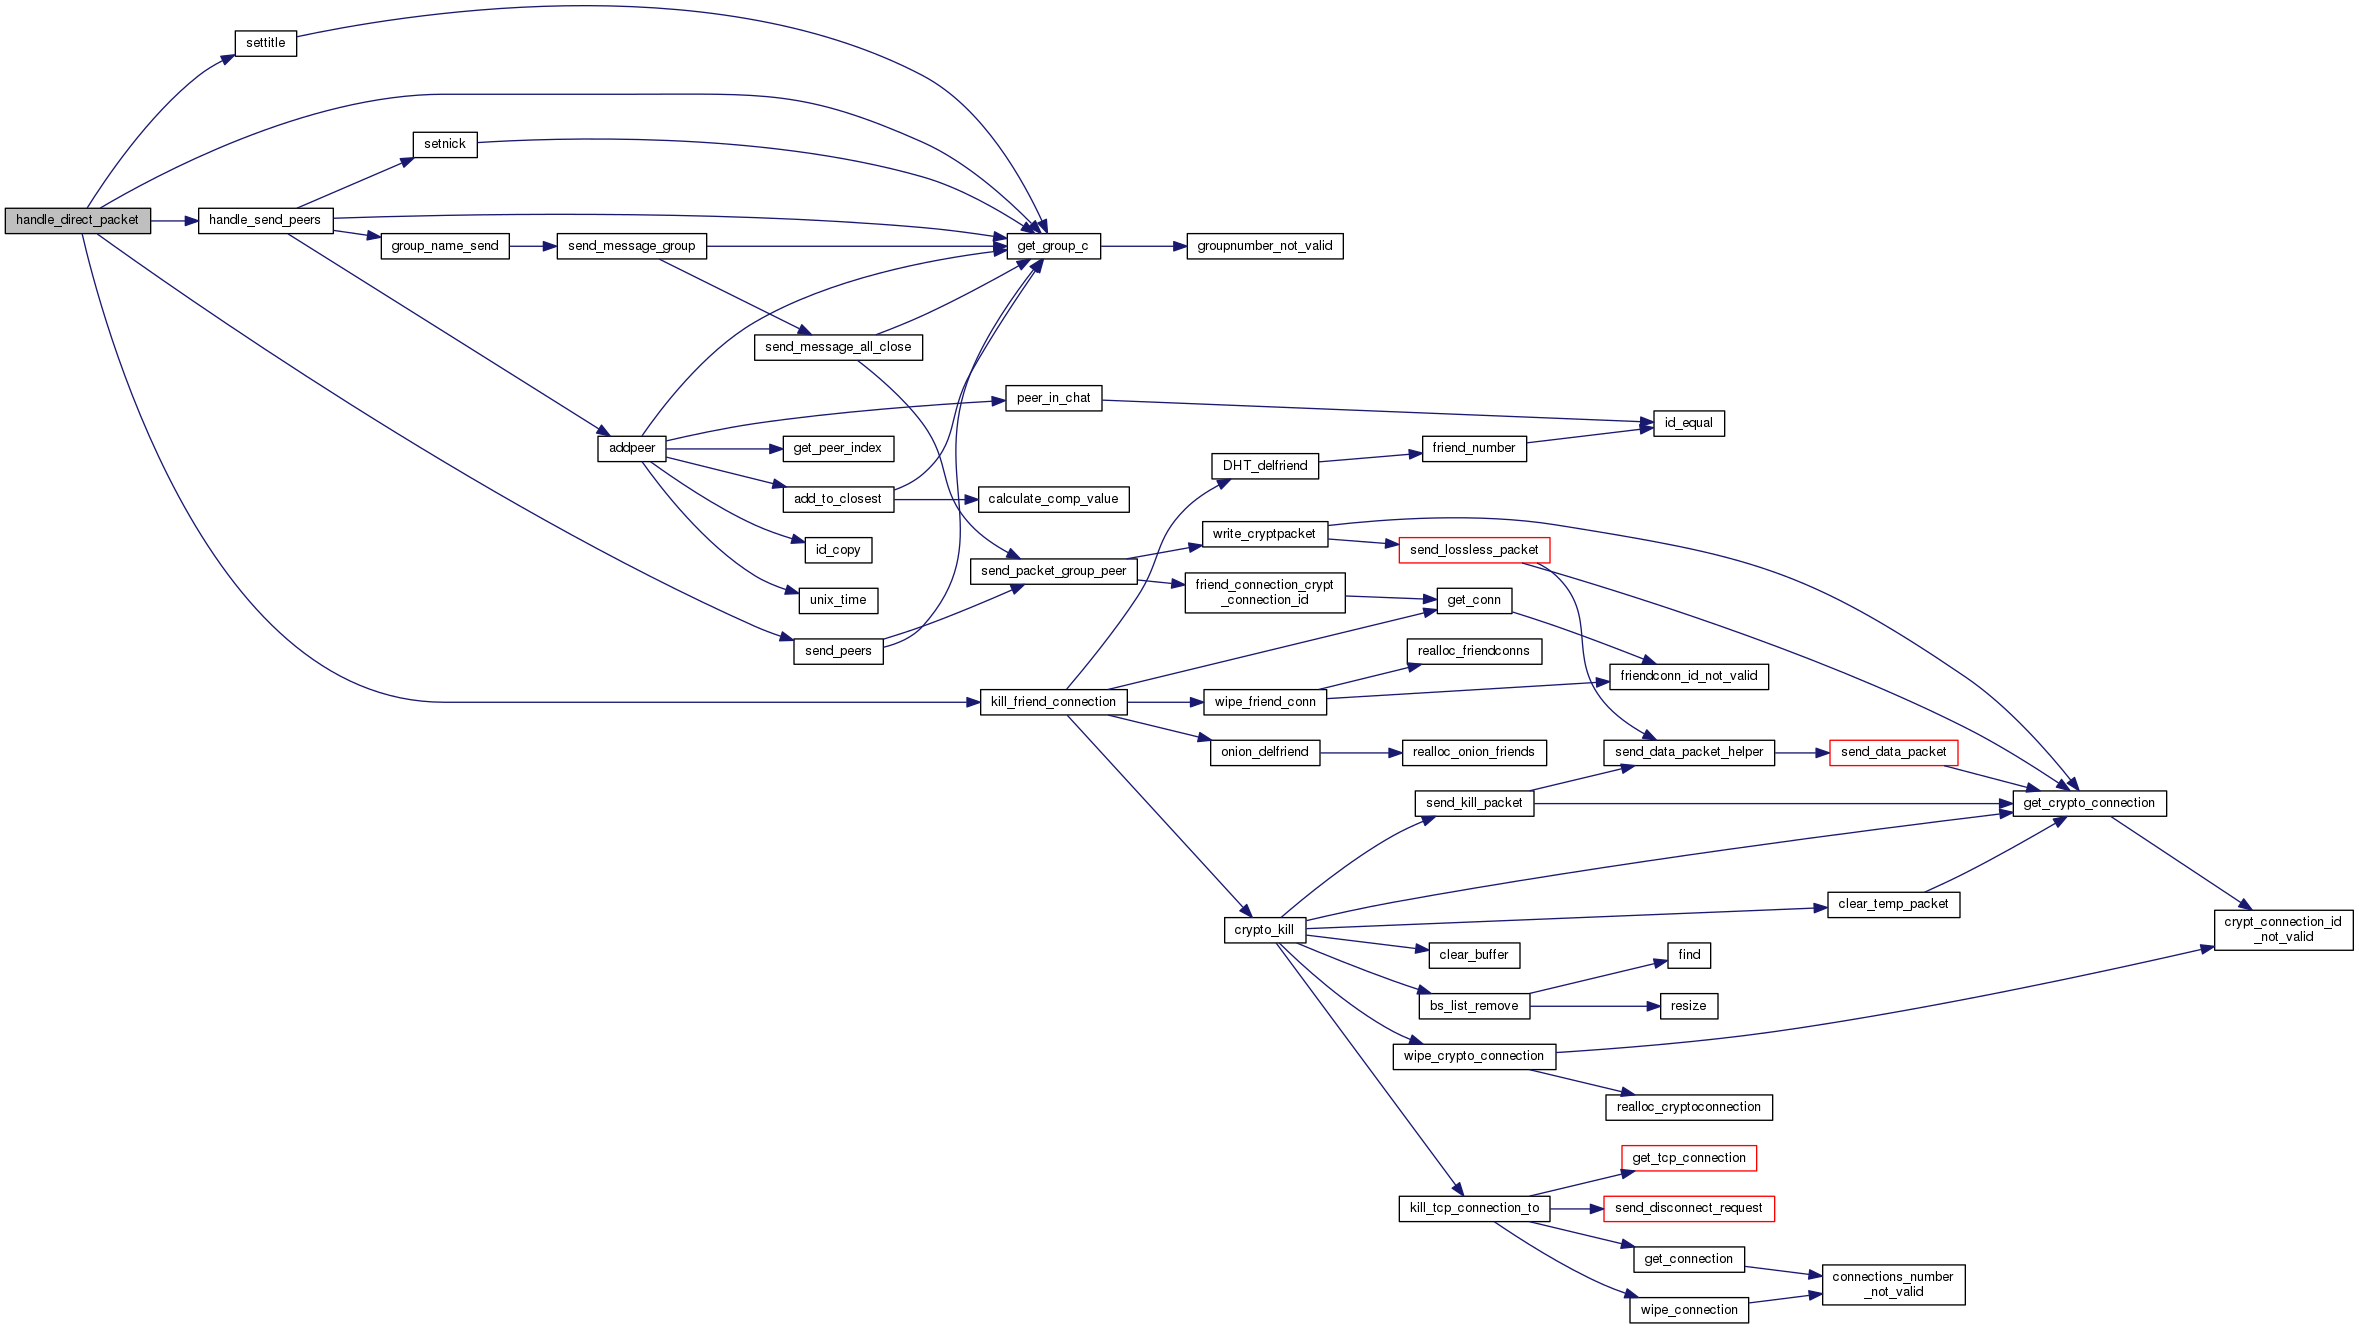 settitle
setnick
handle_direct_packet
handle_send_peers
group_name_send
send_message_group
get_group_c
groupnumber_not_valid
send_message_all_close
peer_in_chat
id_equal
addpeer
get_peer_index
friend_number
DHT_delfriend
add_to_closest
calculate_comp_value
write_cryptpacket
id_copy
send_lossless_packet
send_packet_group_peer
friend_connection_crypt
_connection_id
unix_time
get_conn
send_peers
realloc_friendconns
friendconn_id_not_valid
kill_friend_connection
wipe_friend_conn
onion_delfriend
realloc_onion_friends
send_data_packet_helper
send_data_packet
send_kill_packet
get_crypto_connection
clear_temp_packet
crypto_kill
crypt_connection_id
_not_valid
clear_buffer
find
bs_list_remove
resize
wipe_crypto_connection
realloc_cryptoconnection
get_tcp_connection
kill_tcp_connection_to
send_disconnect_request
get_connection
connections_number
_not_valid
wipe_connection